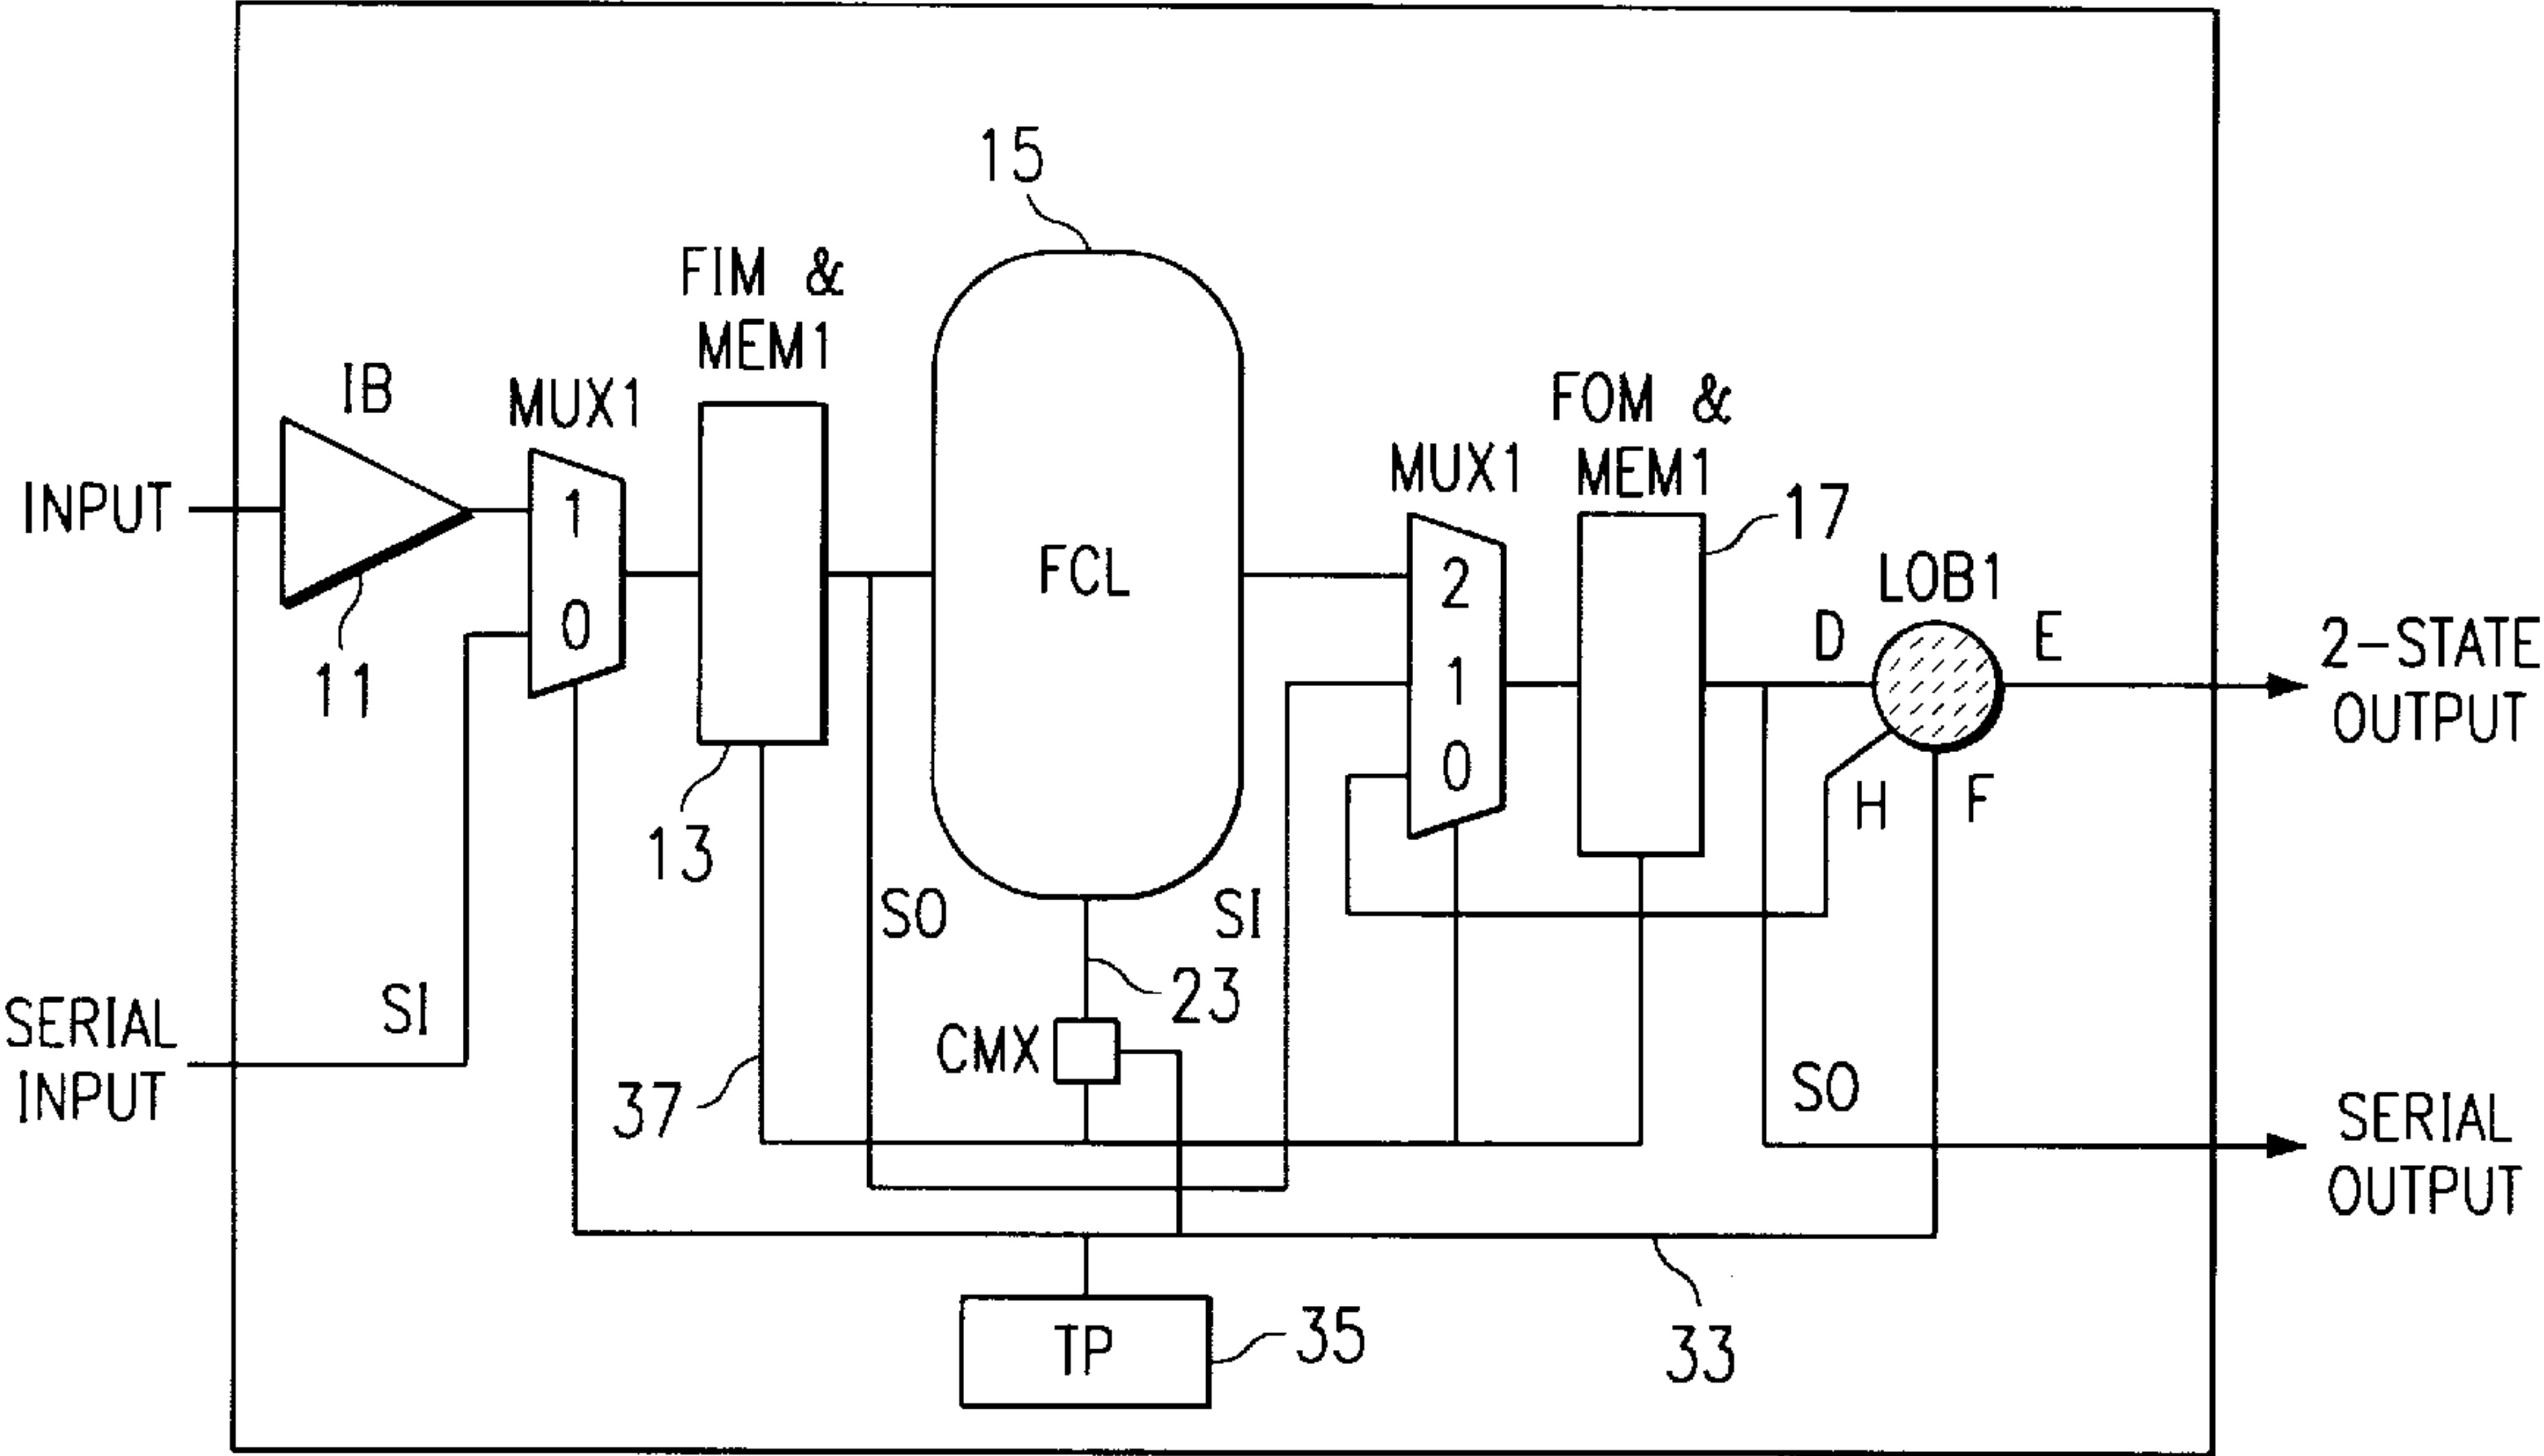 15
FIM &
MEM1
IB
MUX1
FOM &
MEM1
MUX1
INPUT
1
0
11
FCL
2
1
0
17
LOB1
D
E
H
F
2-STATE
OUTPUT
13
SO
SI
23
SI
CMX
37
SERIAL
INPUT
SO
SERIAL
OUTPUT
TP
35
33